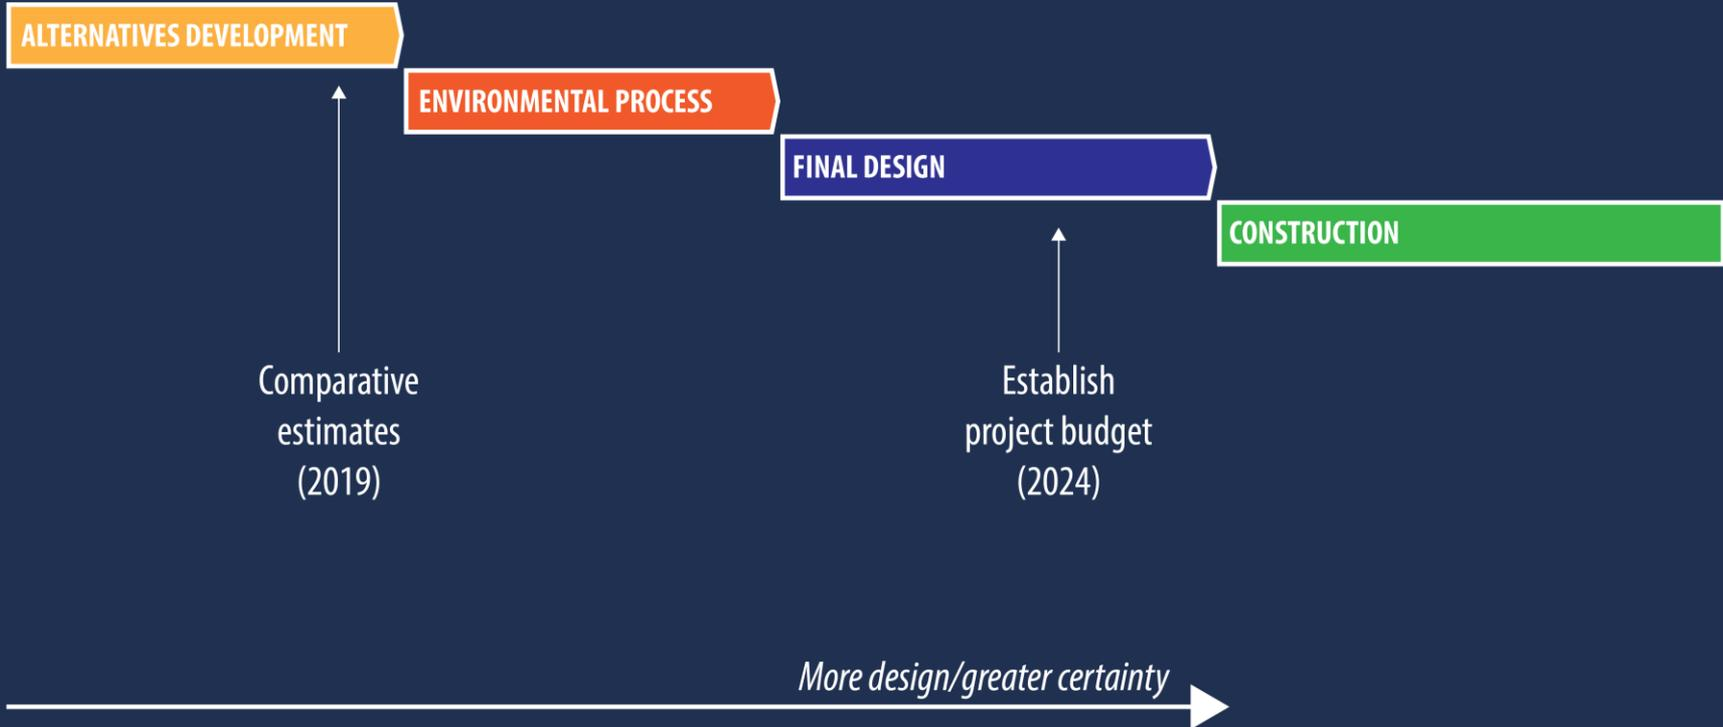 ALTERNATIVES DEVELOPMENT
ENVIRONMENTAL PROCESS
FINAL DESIGN
CONSTRUCTION
Comparative
estimates
(2019)
Establish
project budget
(2024)
More design/greater certainty